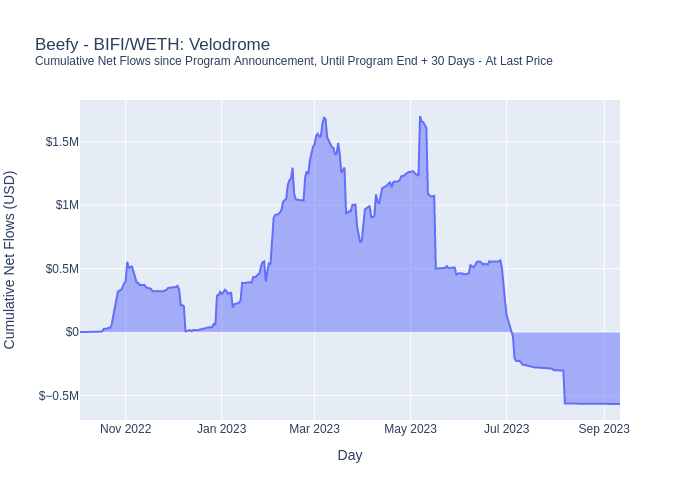 Beefy - BIFI/WETH: Velodrome
Cumulative Net Flows since Program Announcement, Until Program End + 30 Days - At Last Price
Cumulative Net Flows (USD)
$1.5M
$1M
$0.5M
$0
$−0.5M
Nov 2022
Jan 2023
Mar 2023
May 2023
Jul 2023
Sep 2023
Day